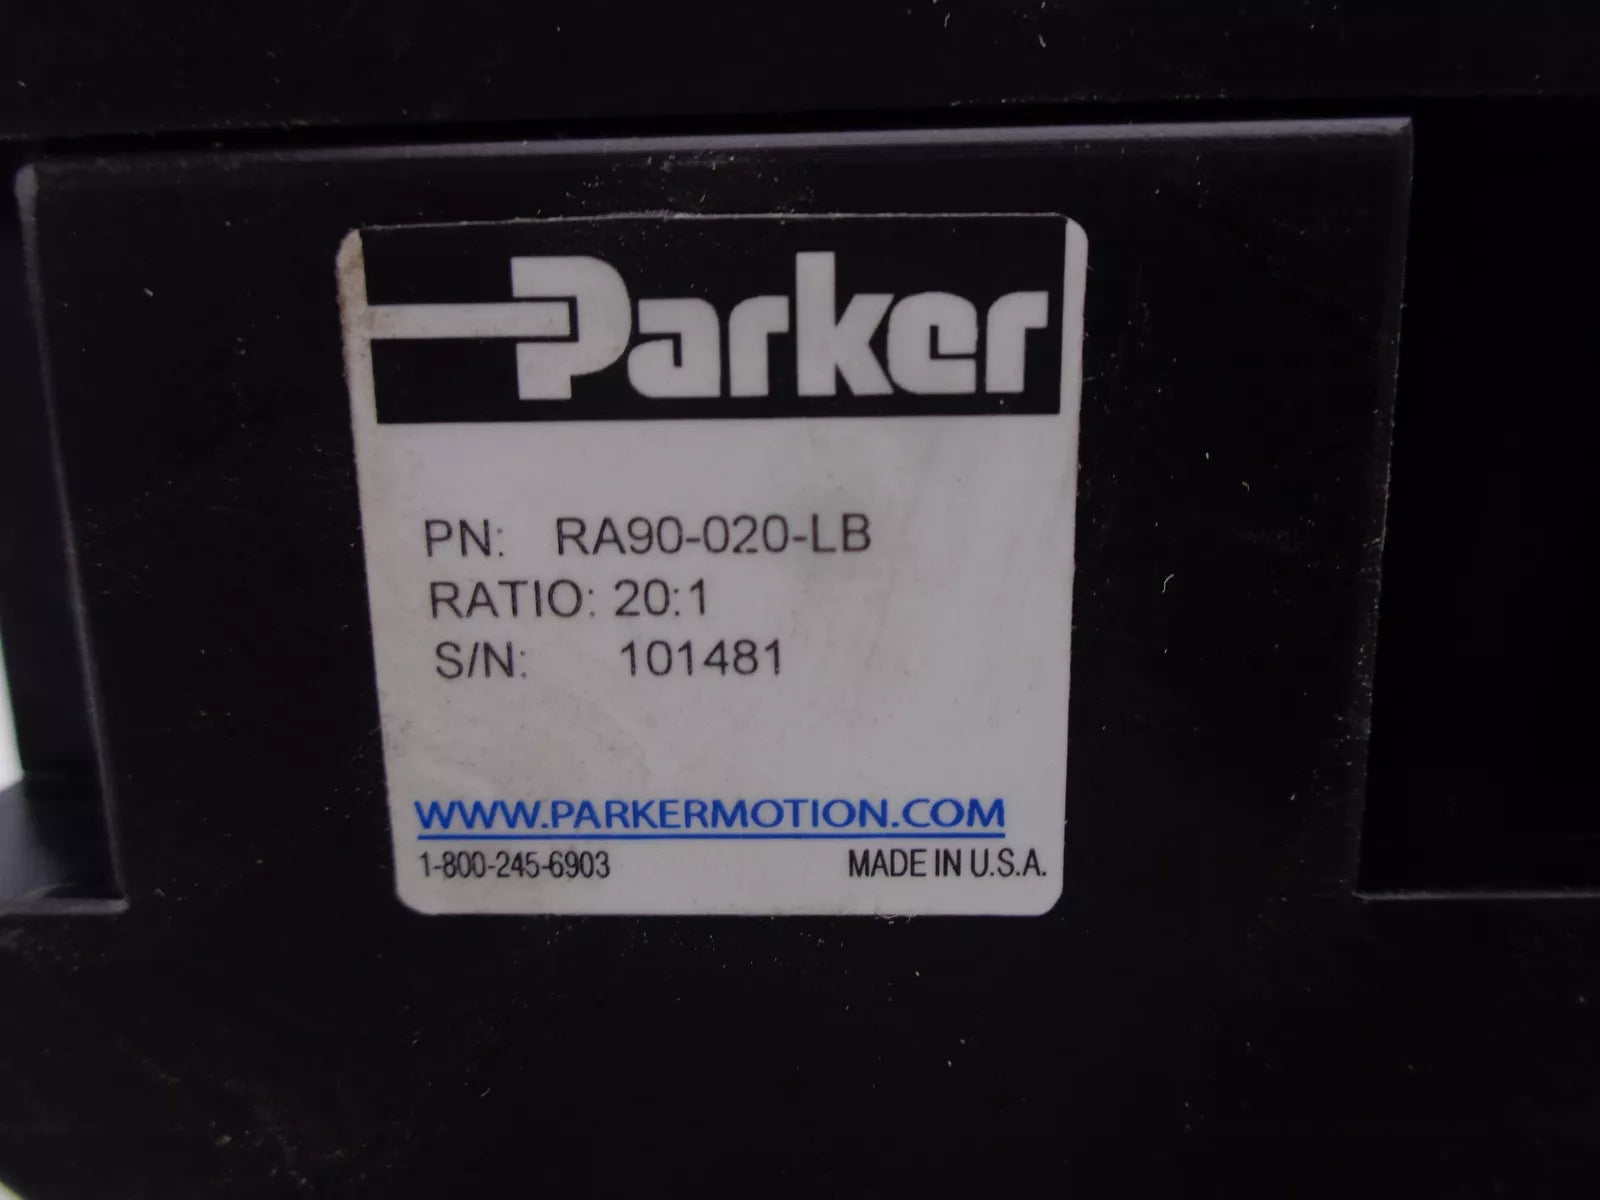 Parker
PN: RA90-020-LB
RATIO: 20:1
S/N: 101481
WWW.PARKERMOTION.COM
1-800-245-6903 MADE IN U.S.A.